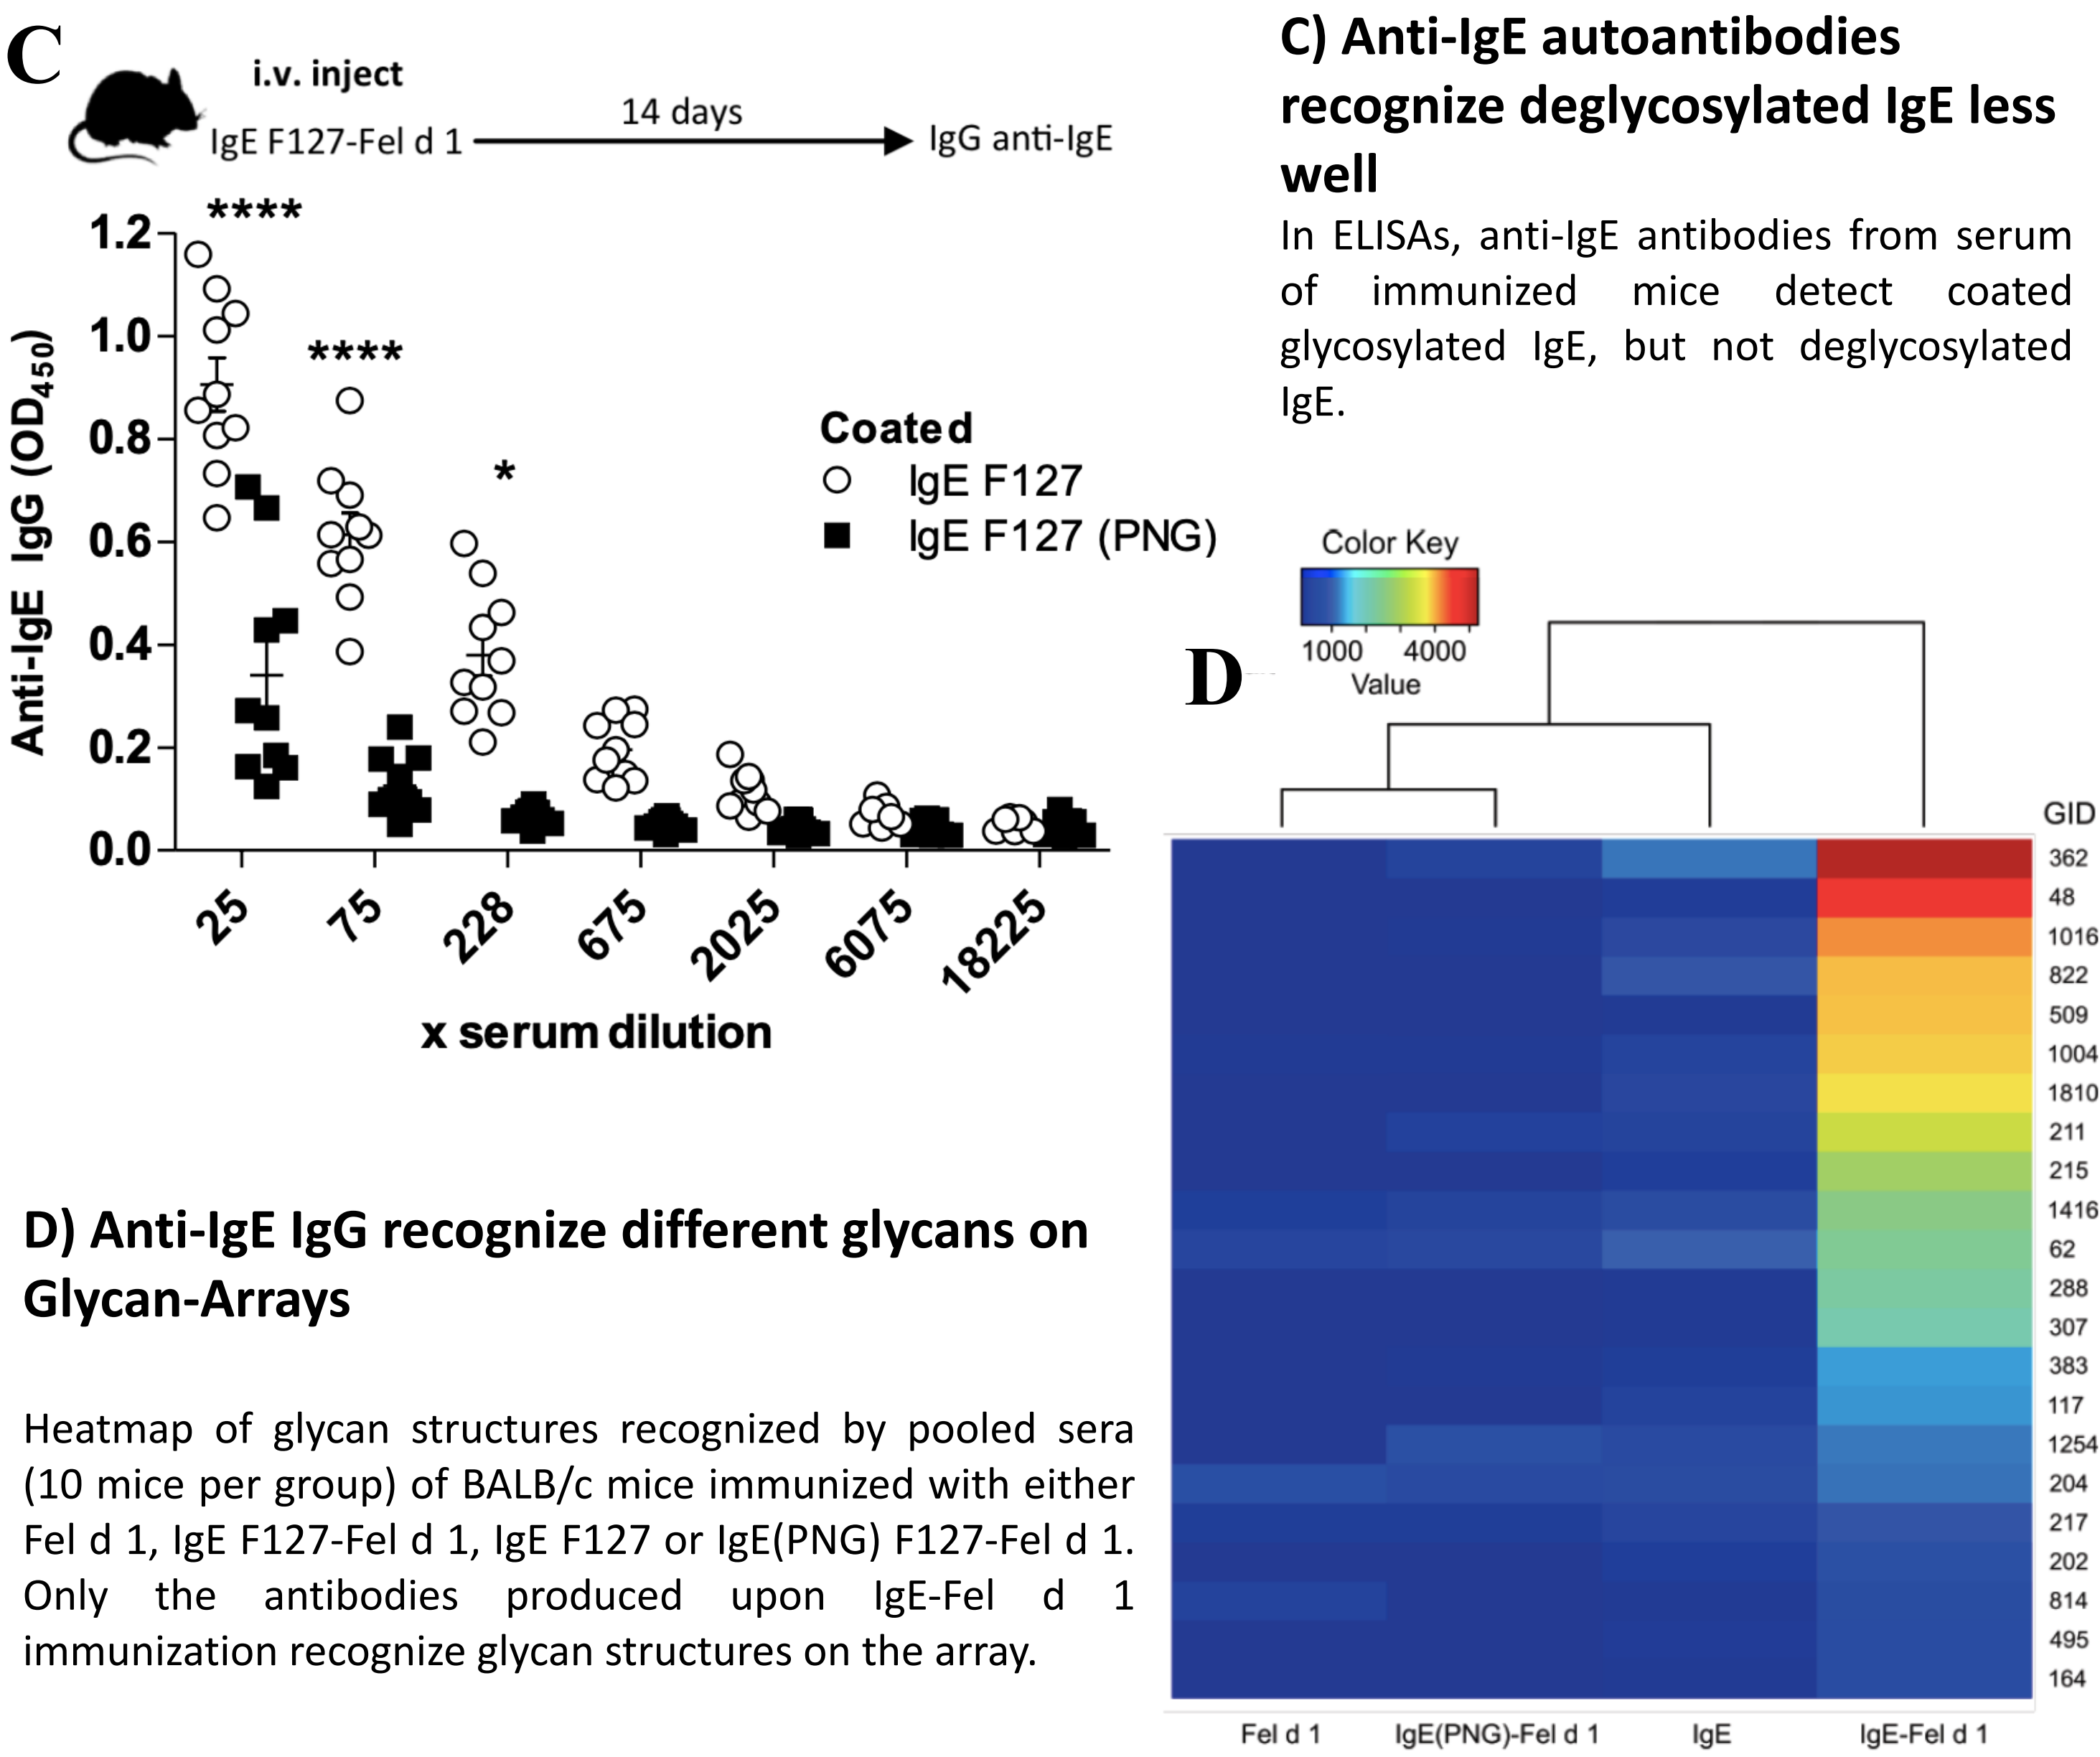 C
i.v. inject
IgE F127-Fel d 1
14 days
IgG anti-IgE
****
****
*
Anti-IgE IgG (OD450)
1.2
1.0
0.8
0.6
0.4
0.2
0.0
Coated
IgE F127
IgE F127 (PNG)
25
75
228
675
2025
6075
18225
x serum dilution
C) Anti-IgE autoantibodies
recognize deglycosylated IgE less
well
In ELISAs, anti-IgE antibodies from serum
of immunized mice detect coated
glycosylated IgE, but not deglycosylated
IgE.
D) Anti-IgE IgG recognize different glycans on
Glycan-Arrays
Heatmap of glycan structures recognized by pooled sera
(10 mice per group) of BALB/c mice immunized with either
Fel d 1, IgE F127-Fel d 1, IgE F127 or IgE(PNG) F127-Fel d 1.
Only the antibodies produced upon IgE-Fel d 1
immunization recognize glycan structures on the array.
D
Color Key
1000 4000
Value
GID
362
48
1016
822
509
1004
1810
211
215
1416
62
288
307
383
117
1254
204
217
202
814
495
164
Fel d 1
IgE(PNG)-Fel d 1
IgE
IgE-Fel d 1